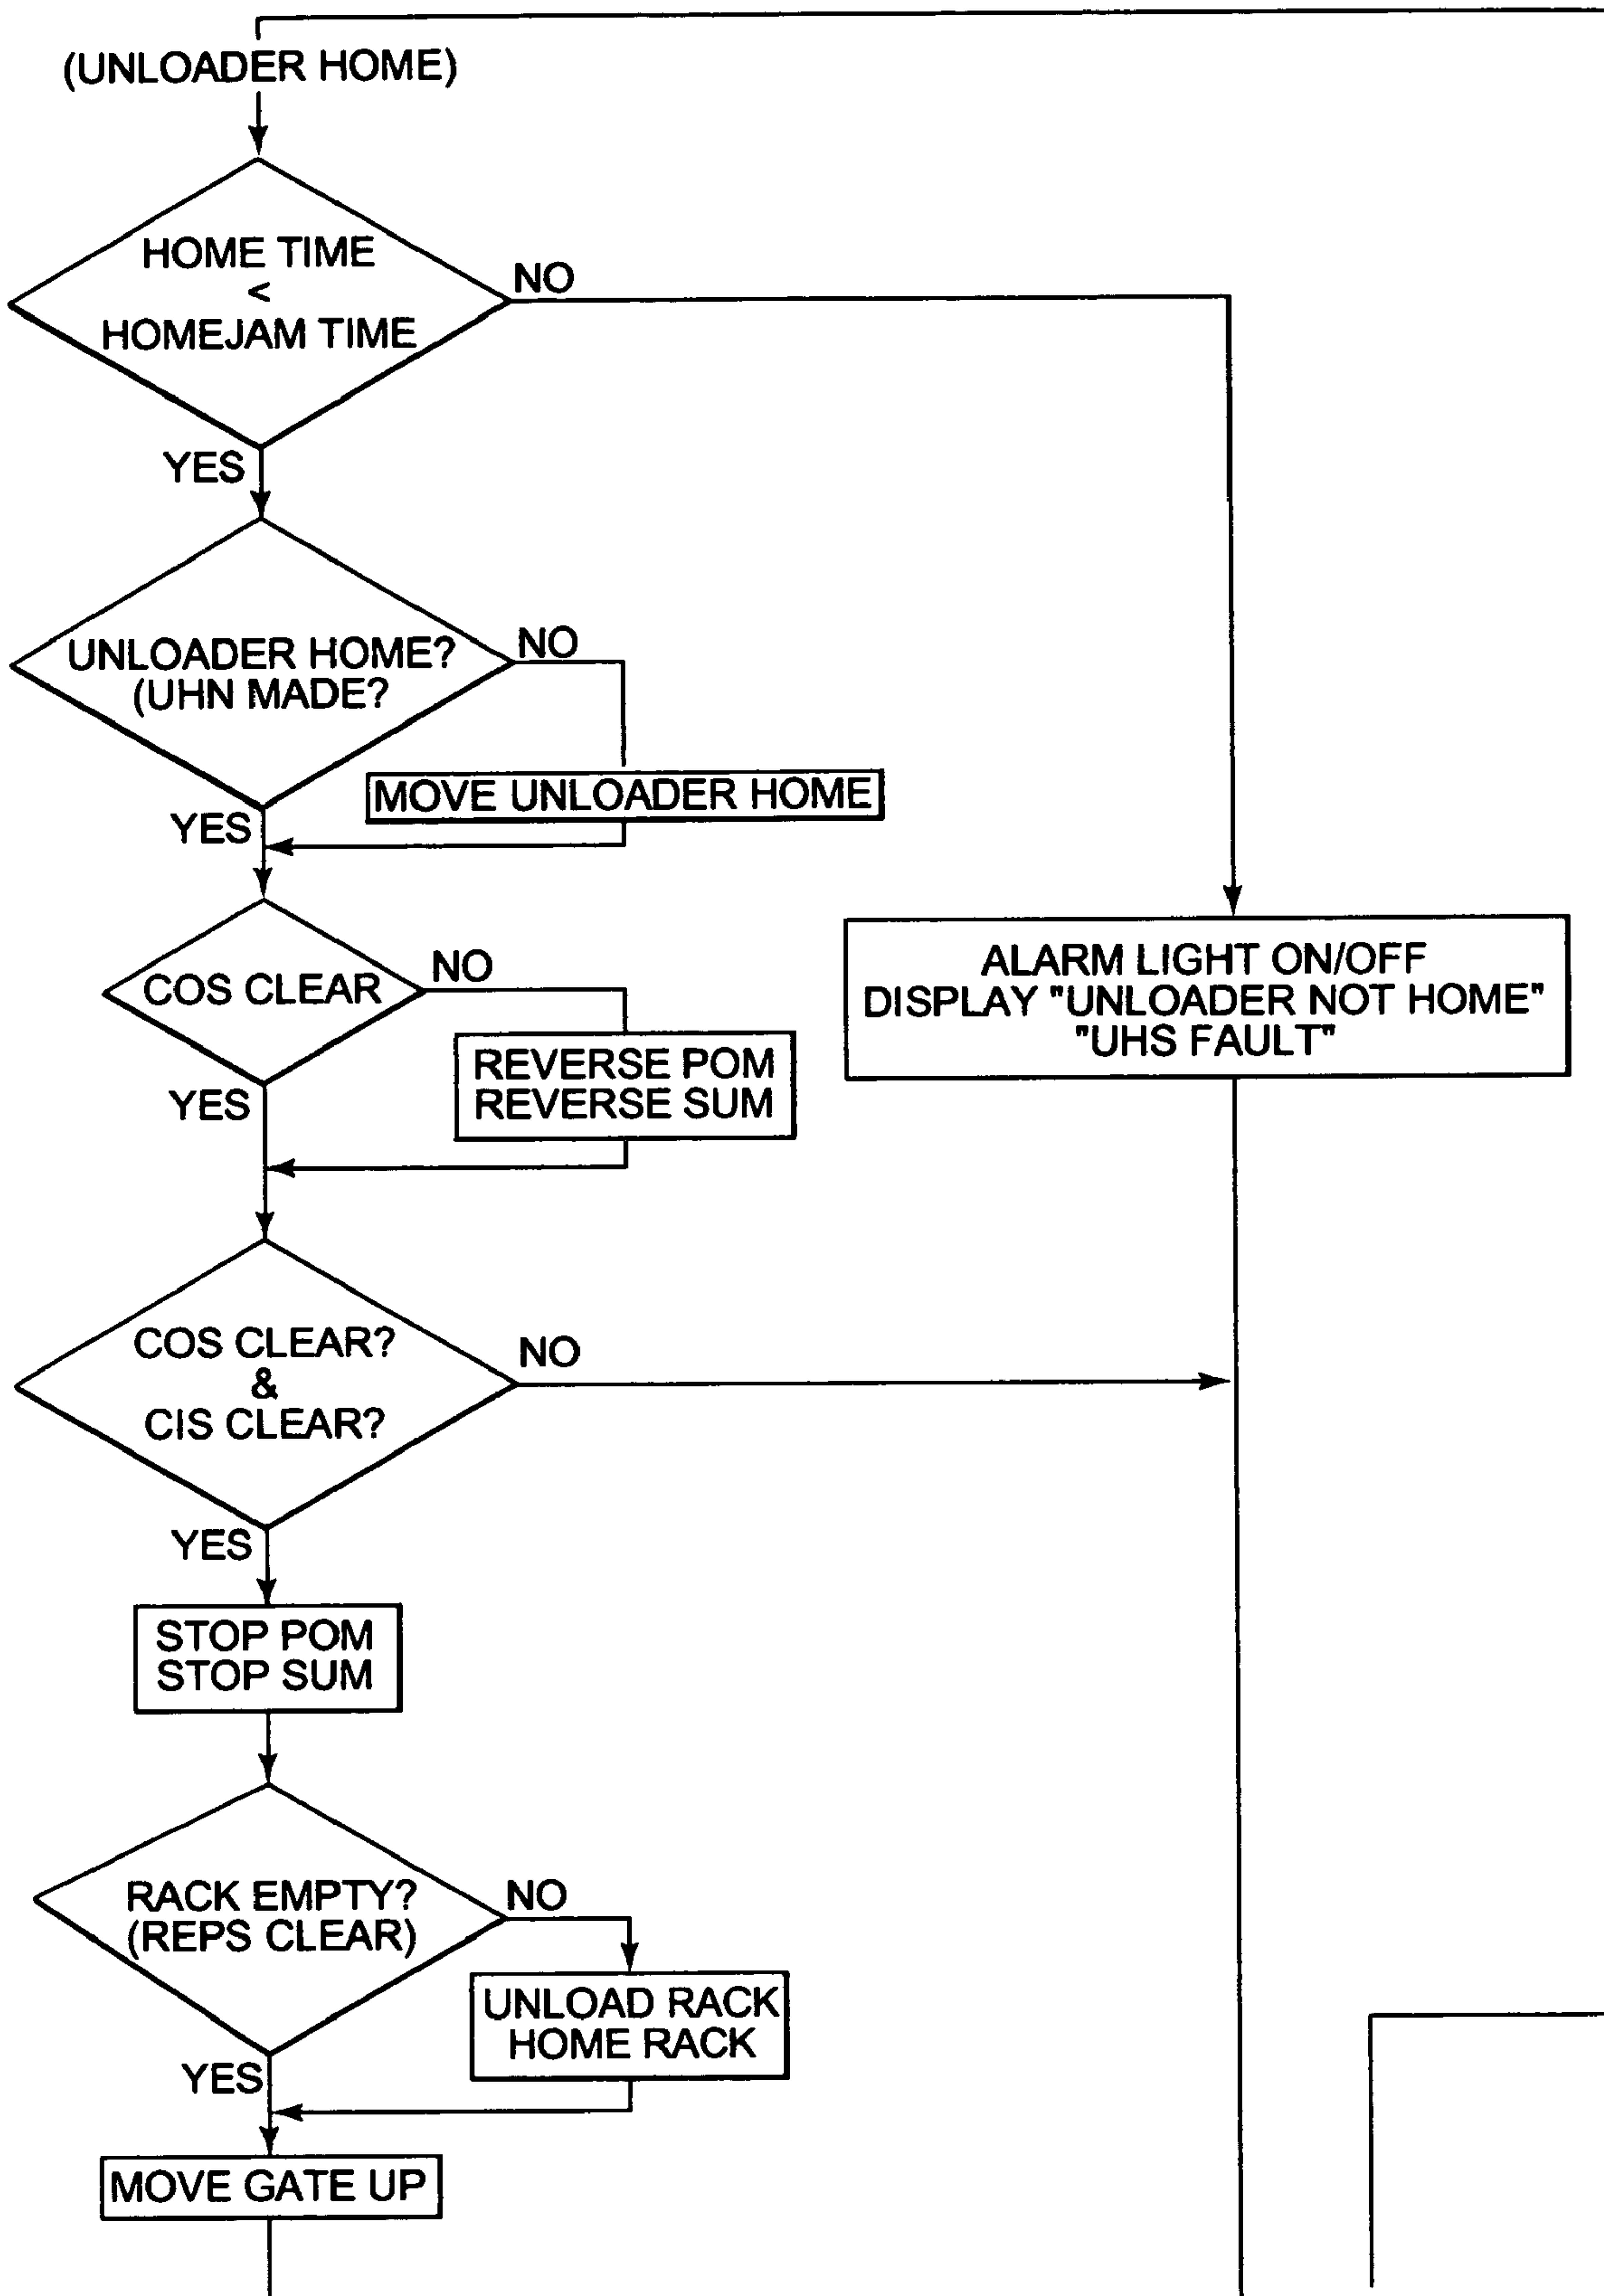 (UNLOADER HOME)
HOME TIME
<
HOMEJAM TIME
NO
YES
UNLOADER HOME?
(UHN MADE?
NO
MOVE UNLOADER HOME
YES
COS CLEAR
NO
REVERSE POM
REVERSE SUM
YES
ALARM LIGHT ON/OFF
DISPLAY "UNLOADER NOT HOME"
"UHS FAULT"
COS CLEAR?
&
CIS CLEAR?
NO
YES
STOP POM
STOP SUM
RACK EMPTY?
(REPS CLEAR)
NO
UNLOAD RACK
HOME RACK
YES
MOVE GATE UP